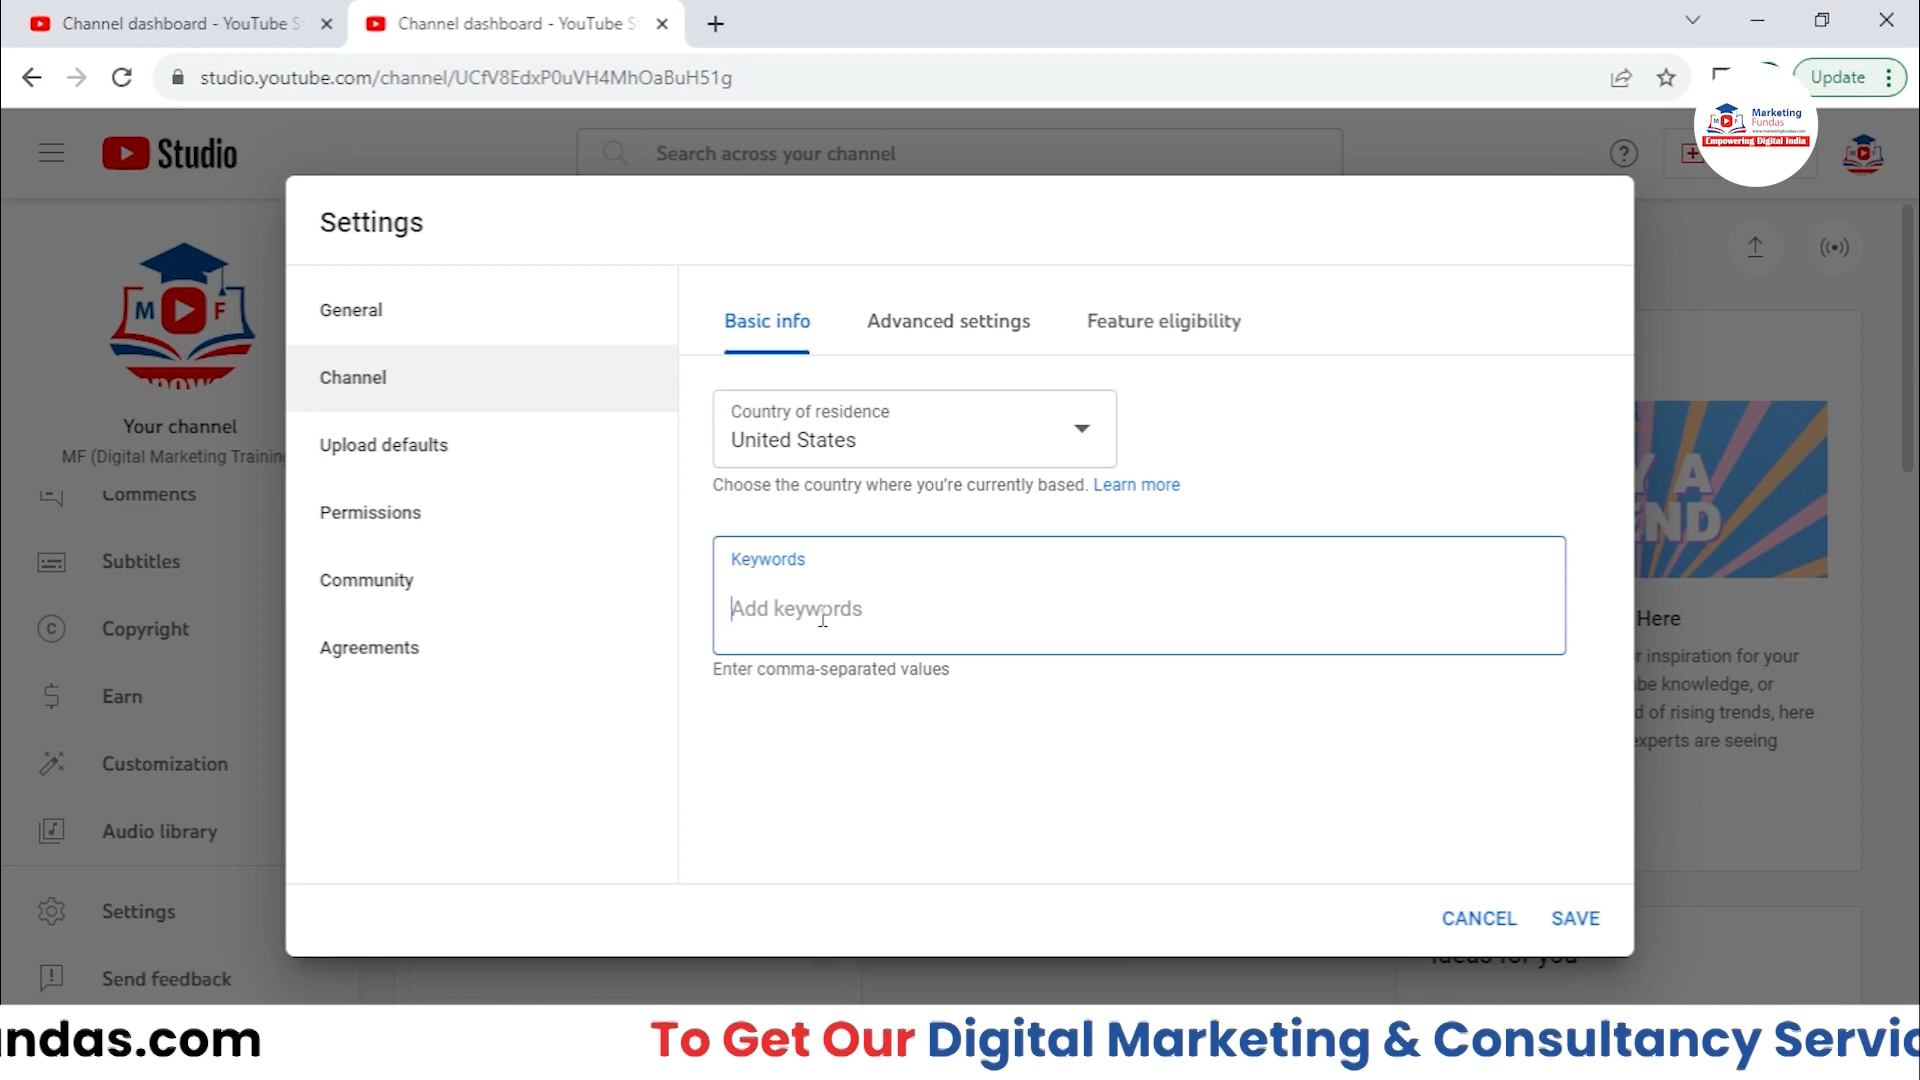 Channel dashboard - YouTube S
Channel dashboard - YouTube S
studio.youtube.com/channel/UCfV8EdxP0uVH4MhOaBuH51g
Update
M F
Marketing
Fundas
www.marketingfundas.com
Empowering Digital India
Studio
Search across your channel
Settings
M F
Your channel
MF (Digital Marketing Training
Comments
Subtitles
Copyright
Earn
Customization
Audio library
Settings
Send feedback
General
Channel
Upload defaults
Permissions
Community
Agreements
Basic info
Advanced settings
Feature eligibility
Country of residence
United States
Choose the country where you're currently based. Learn more
Keywords
Add keywords
Enter comma-separated values
CANCEL
SAVE
Y A
END
Here
r inspiration for your
be knowledge, or
d of rising trends, here
experts are seeing
Ideas for you
ndas.com
To Get Our Digital Marketing & Consultancy Servic